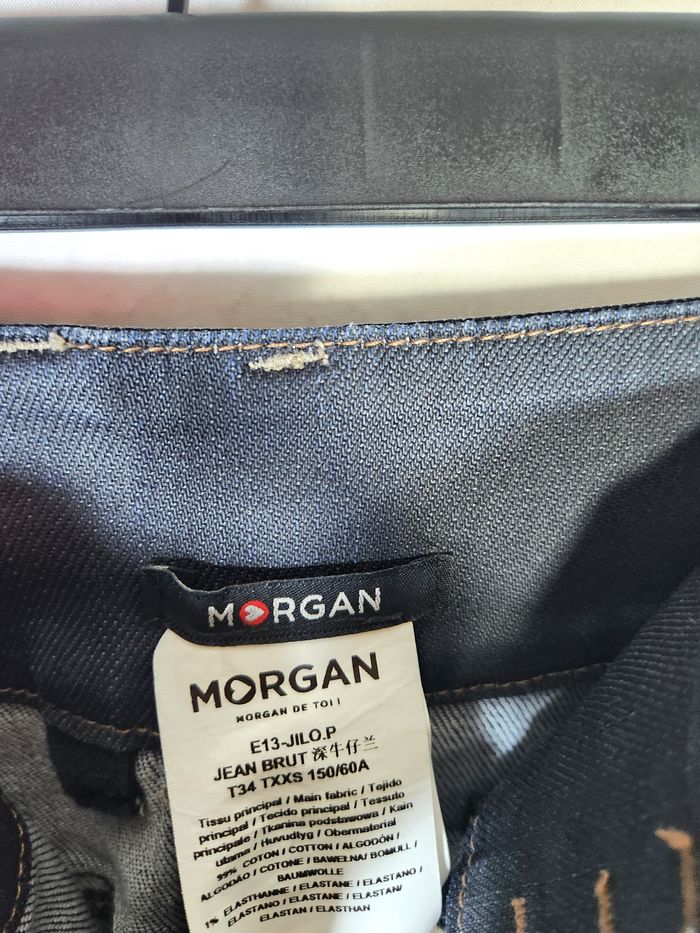 MORGAN
MORGAN
MORGAN DE TOI !
E13-JILO.P
JEAN BRUT 深牛仔兰
T34 TXXS 150/60A
Tissu principal / Main fabric / Tejido
principal / Tecido principal / Tessuto
principale / Tkanina podstawowa / Kain
utama / Huvudtyg / Obermaterial
99% COTON / COTTON / ALGODÓN /
ALGODÃO / COTONE / BAWEŁNA/ BOMULL /
BAUMWOLLE
1% ELASTHANNE / ELASTANE / ELASTANO /
ELASTANO / ELASTANE / ELASTAN/
ELASTAN / ELASTHAN